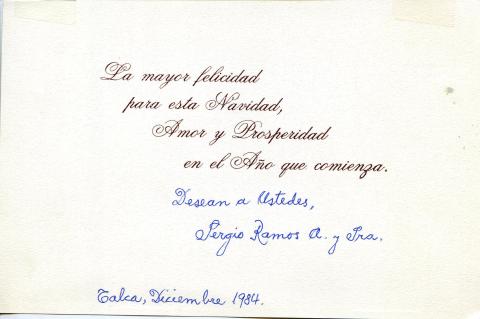 La mayor felicidad
para esta Navidad,
Amor y Prosperidad
en el Año que comienza.
Desean a Ustedes,
Sergio Ramos A. y Sra.
Talca, Diciembre 1984.